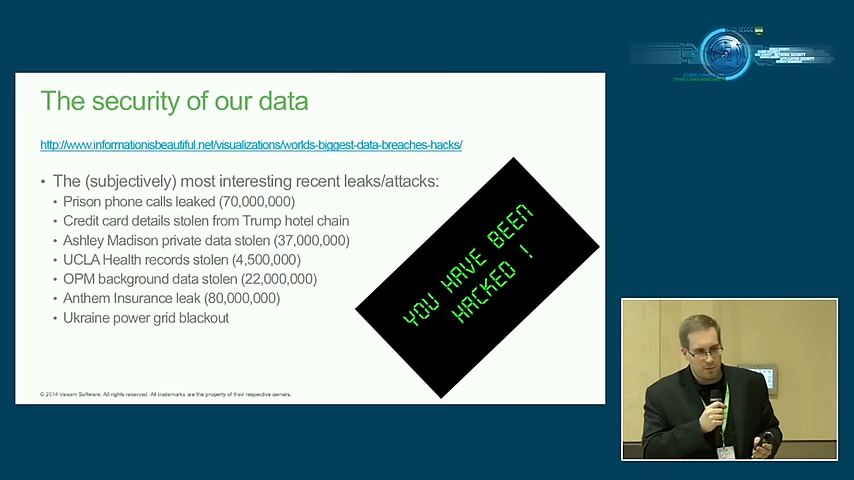 The security of our data
http://www.informationisbeautiful.net/visualizations/worlds-biggest-data-breaches-hacks/
• The (subjectively) most interesting recent leaks/attacks:
• Prison phone calls leaked (70,000,000)
• Credit card details stolen from Trump hotel chain
• Ashley Madison private data stolen (37,000,000)
• UCLA Health records stolen (4,500,000)
• OPM background data stolen (22,000,000)
• Anthem Insurance leak (80,000,000)
• Ukraine power grid blackout
YOU HAVE BEEN
HACKED !
© 2014 Veeam Software. All rights reserved. All trademarks are the property of their respective owners.